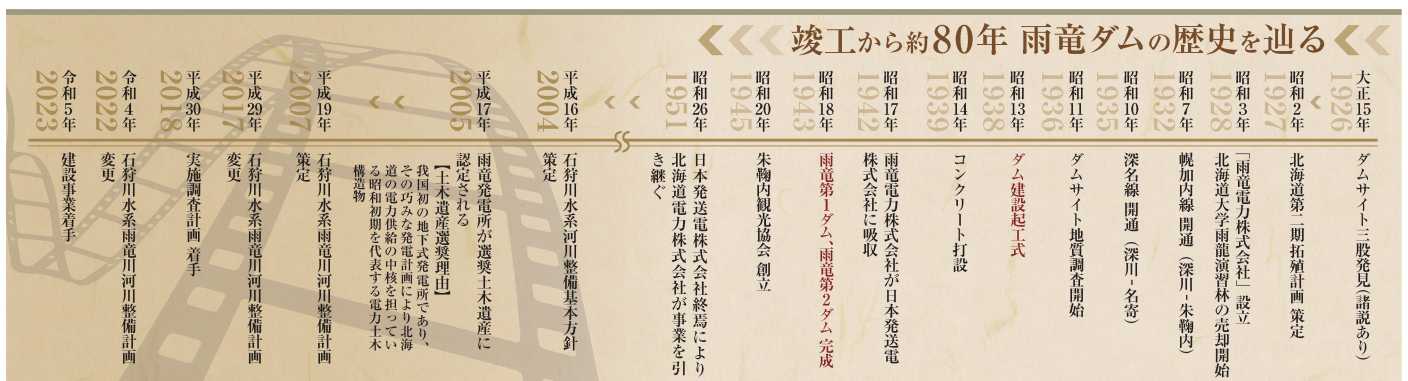 竣工から約80年 雨竜ダムの歴史を辿る
大正15年
1926
ダムサイト三股発見（諸説あり）
昭和2年
1927
北海道第二期拓殖計画 策定
昭和3年
1928
「雨竜電力株式会社」設立
北海道大学雨龍演習林の売却開始
昭和7年
1932
幌加内線 開通（深川-朱鞠内）
昭和10年
1935
深名線 開通（深川-名寄）
昭和11年
1936
ダムサイト地質調査開始
昭和13年
1938
ダム建設起工式
昭和14年
1939
コンクリート打設
昭和17年
1942
雨竜電力株式会社が日本発送電
株式会社に吸収
昭和18年
1943
雨竜第1ダム、雨竜第2ダム 完成
昭和20年
1945
朱鞠内観光協会 創立
昭和26年
1951
日本発送電株式会社終焉により
北海道電力株式会社が事業を引
き継ぐ
平成16年
2004
石狩川水系河川整備基本方針
策定
平成17年
2005
雨竜発電所が選奨土木遺産に
認定される
【土木遺産選奨理由】
我国初の地下式発電所であり、
その巧みな発電計画により北海
道の電力供給の中核を担ってい
る昭和初期を代表する電力土木
構造物
平成19年
2007
石狩川水系雨竜川河川整備計画
策定
平成29年
2017
石狩川水系雨竜川河川整備計画
変更
平成30年
2018
実施調査計画 着手
令和4年
2022
石狩川水系雨竜川河川整備計画
変更
令和5年
2023
建設事業着手